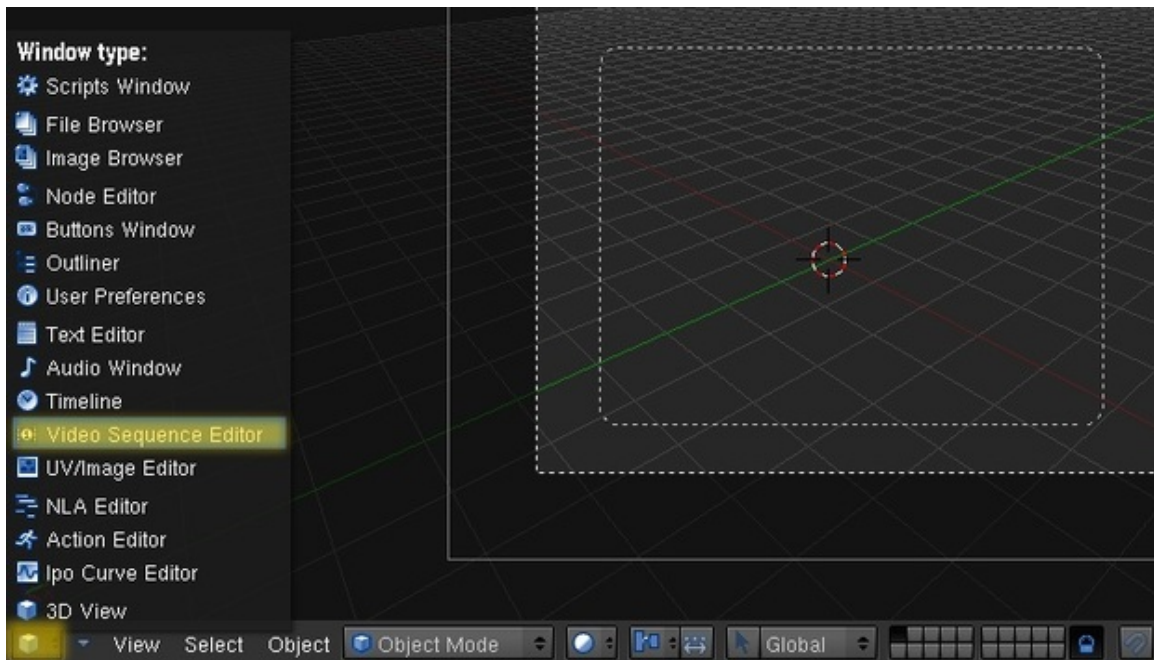 Window type:
Scripts Window
File Browser
Image Browser
Node Editor
Buttons Window
Outliner
User Preferences
Text Editor
Audio Window
Timeline
Video Sequence Editor
UV/Image Editor
NLA Editor
Action Editor
Ipo Curve Editor
3D View
View Select Object Object Mode Global